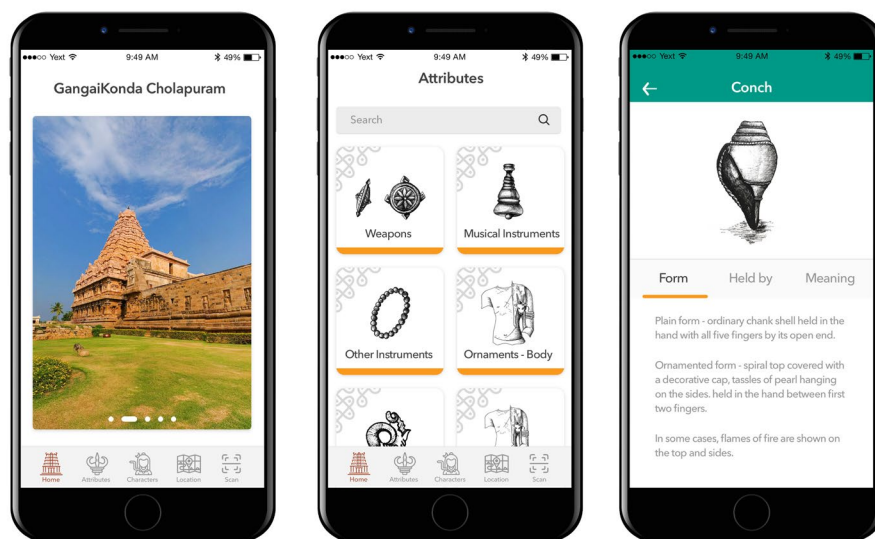 Yext 9:49 AM 49%
GangaiKonda Cholapuram
Home Attributes Characters Location Scan
Yext 9:49 AM 49%
Attributes
Search
Weapons Musical Instruments
Other Instruments Ornaments - Body
Home Attributes Characters Location Scan
Yext 9:49 AM 49%
Conch
Form Held by Meaning
Plain form - ordinary chank shell held in the
hand with all five fingers by its open end.
Ornamented form - spiral top covered with
a decorative cap, tassles of pearl hanging
on the sides. held in the hand between first
two fingers.
In some cases, flames of fire are shown on
the top and sides.